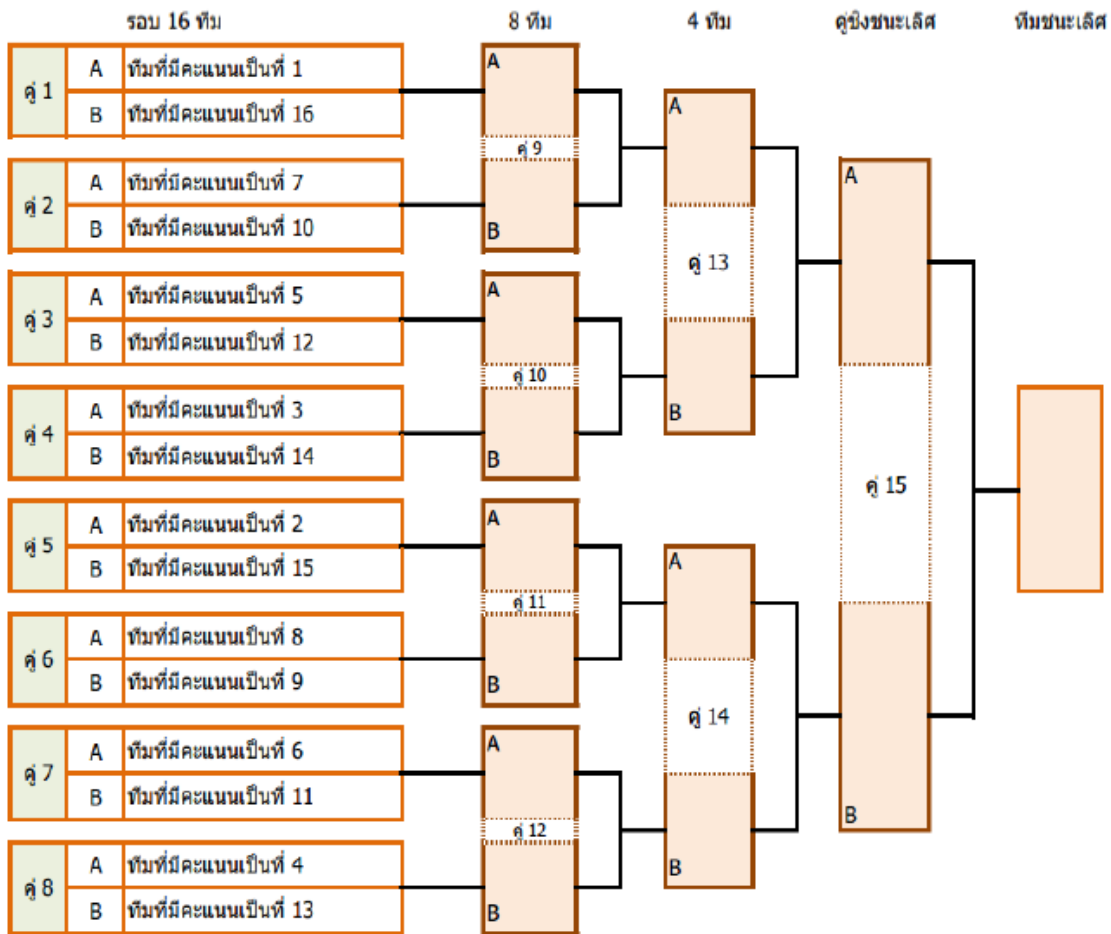 รอบ 16 ทีม 8 ทีม 4 ทีม คู่ชิงชนะเลิศ ทีมชนะเลิศ
คู่ 1
A ทีมที่มีคะแนนเป็นที่ 1
B ทีมที่มีคะแนนเป็นที่ 16
คู่ 2
A ทีมที่มีคะแนนเป็นที่ 7
B ทีมที่มีคะแนนเป็นที่ 10
คู่ 3
A ทีมที่มีคะแนนเป็นที่ 5
B ทีมที่มีคะแนนเป็นที่ 12
คู่ 4
A ทีมที่มีคะแนนเป็นที่ 3
B ทีมที่มีคะแนนเป็นที่ 14
คู่ 5
A ทีมที่มีคะแนนเป็นที่ 2
B ทีมที่มีคะแนนเป็นที่ 15
คู่ 6
A ทีมที่มีคะแนนเป็นที่ 8
B ทีมที่มีคะแนนเป็นที่ 9
คู่ 7
A ทีมที่มีคะแนนเป็นที่ 6
B ทีมที่มีคะแนนเป็นที่ 11
คู่ 8
A ทีมที่มีคะแนนเป็นที่ 4
B ทีมที่มีคะแนนเป็นที่ 13
A
คู่ 9
B
A
คู่ 10
B
A
คู่ 11
B
A
คู่ 12
B
A
คู่ 13
B
A
คู่ 14
B
A
คู่ 15
B